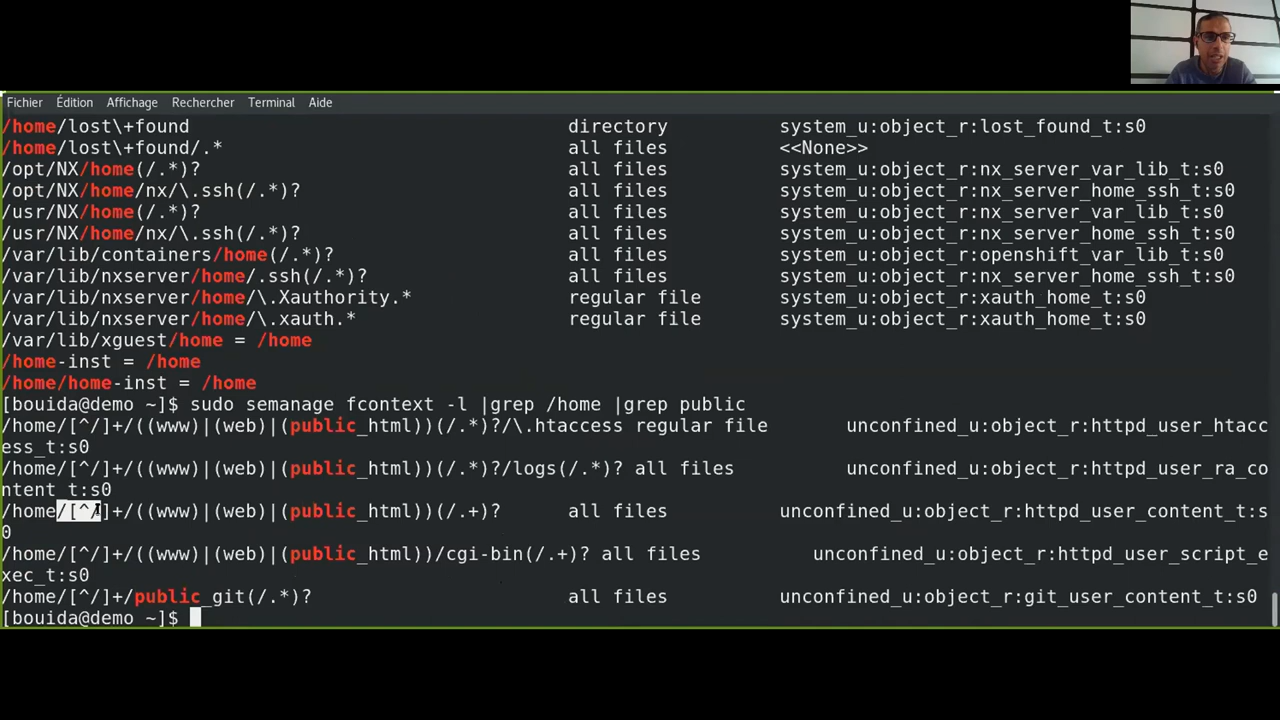 Fichier Édition Affichage Rechercher Terminal Aide
/home/lost\+found directory system_u:object_r:lost_found_t:s0
/home/lost\+found/.* all files <<None>>
/opt/NX/home(/.*)? all files system_u:object_r:nx_server_var_lib_t:s0
/opt/NX/home/nx/\.ssh(/.*)? all files system_u:object_r:nx_server_home_ssh_t:s0
/usr/NX/home(/.*)? all files system_u:object_r:nx_server_var_lib_t:s0
/usr/NX/home/nx/\.ssh(/.*)? all files system_u:object_r:nx_server_home_ssh_t:s0
/var/lib/containers/home(/.*)? all files system_u:object_r:openshift_var_lib_t:s0
/var/lib/nxserver/home/.ssh(/.*)? all files system_u:object_r:nx_server_home_ssh_t:s0
/var/lib/nxserver/home/\.Xauthority.* regular file system_u:object_r:xauth_home_t:s0
/var/lib/nxserver/home/\.xauth.* regular file system_u:object_r:xauth_home_t:s0
/var/lib/xguest/home = /home
/home-inst = /home
/home/home-inst = /home
[bouida@demo ~]$ sudo semanage fcontext -l |grep /home |grep public
/home/[^/]+/((www)|(web)|(public_html))(/.*)?/\.htaccess regular file unconfined_u:object_r:httpd_user_htacc
ess_t:s0
/home/[^/]+/((www)|(web)|(public_html))(/.*)?/logs(/.*)? all files unconfined_u:object_r:httpd_user_ra_co
ntent_t:s0
/home/[^/]+/((www)|(web)|(public_html))(/.+)? all files unconfined_u:object_r:httpd_user_content_t:s
0
/home/[^/]+/((www)|(web)|(public_html))/cgi-bin(/.+)? all files unconfined_u:object_r:httpd_user_script_e
xec_t:s0
/home/[^/]+/public_git(/.*)? all files unconfined_u:object_r:git_user_content_t:s0
[bouida@demo ~]$